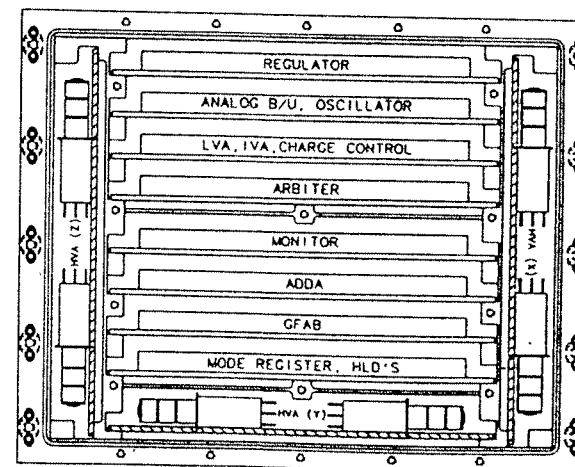 REGULATOR
ANALOG B/U, OSCILLATOR
LVA, IVA, CHARGE CONTROL
ARBITER
HVA (Z)
HVA (X)
MONITOR
ADDA
GFAB
MODE REGISTER, HLD'S
HVA (Y)